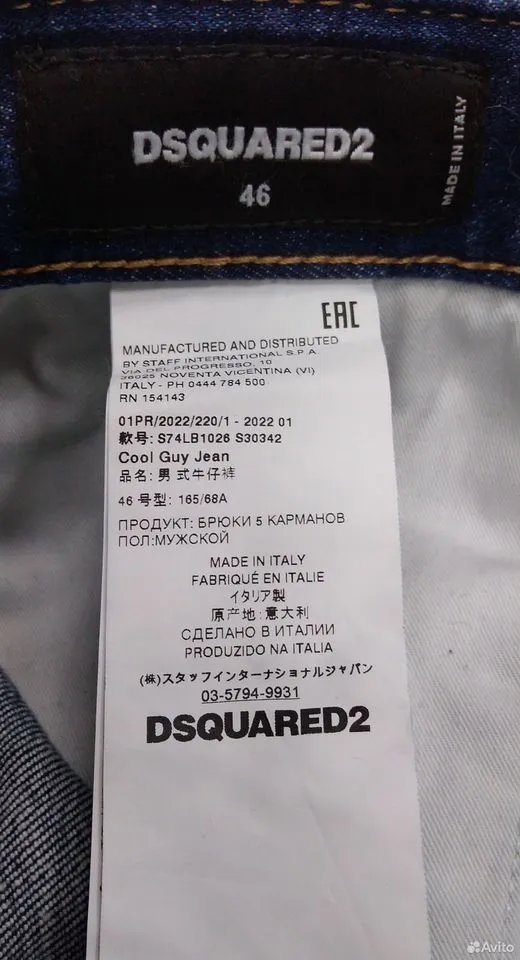 DSQUARED2
46
MADE IN ITALY
EAC
MANUFACTURED AND DISTRIBUTED
BY STAFF INTERNATIONAL S.P.A.
VIA DEL PROGRESSO, 10
36025 NOVENTA VICENTINA (VI)
ITALY - PH 0444 784 500
RN 154143
01PR/2022/220/1 - 2022 01
款号: S74LB1026 S30342
Cool Guy Jean
品名: 男式牛仔裤
46 号型: 165/68A
ПРОДУКТ: БРЮКИ 5 КАРМАНОВ
ПОЛ:МУЖСКОЙ
MADE IN ITALY
FABRIQUÉ EN ITALIE
イタリア製
原产地:意大利
СДЕЛАНО В ИТАЛИИ
PRODUZIDO NA ITALIA
(株)スタッフインターナショナルジャパン
03-5794-9931
DSQUARED2
Avito